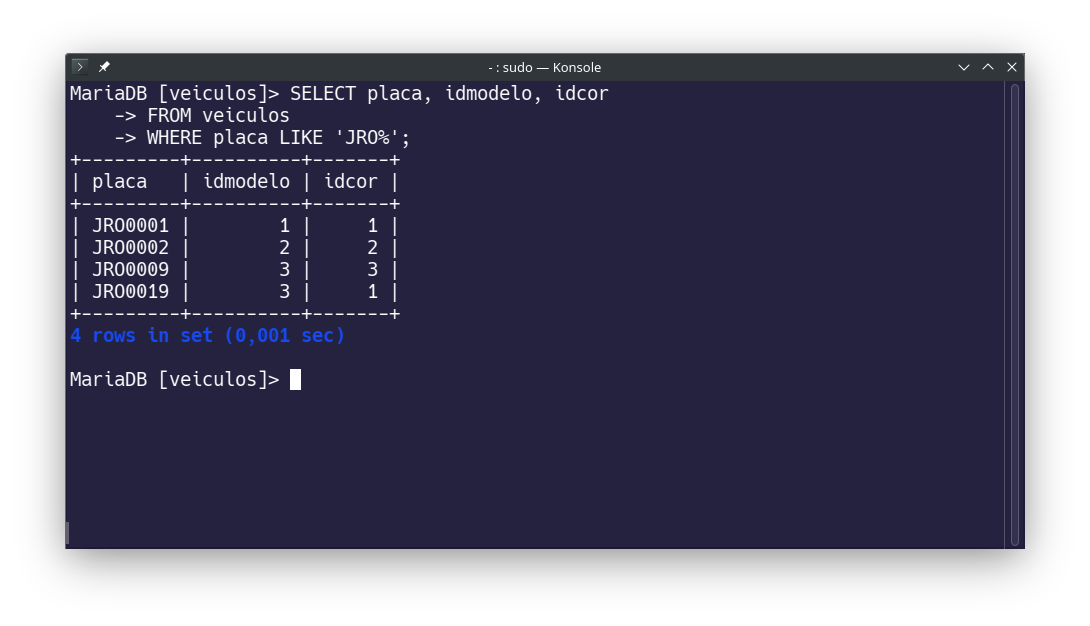 - : sudo — Konsole
MariaDB [veiculos]> SELECT placa, idmodelo, idcor
    -> FROM veiculos
    -> WHERE placa LIKE 'JRO%';
+---------+----------+-------+
| placa   | idmodelo | idcor |
+---------+----------+-------+
| JRO0001 |        1 |     1 |
| JRO0002 |        2 |     2 |
| JRO0009 |        3 |     3 |
| JRO0019 |        3 |     1 |
+---------+----------+-------+
4 rows in set (0,001 sec)
MariaDB [veiculos]>